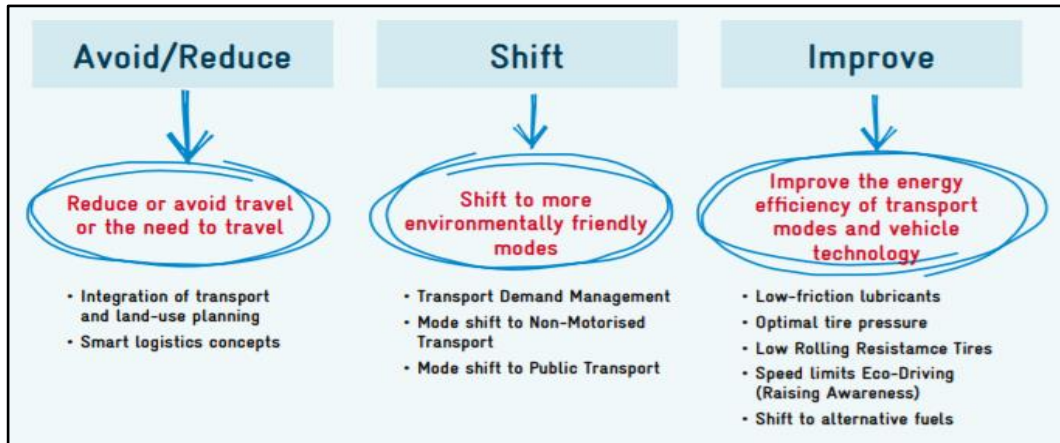 Avoid/Reduce
Reduce or avoid travel
or the need to travel
• Integration of transport
and land-use planning
• Smart logistics concepts
Shift
Shift to more
environmentally friendly
modes
• Transport Demand Management
• Mode shift to Non-Motorised
Transport
• Mode shift to Public Transport
Improve
Improve the energy
efficiency of transport
modes and vehicle
technology
• Low-friction lubricants
• Optimal tire pressure
• Low Rolling Resistamce Tires
• Speed limits Eco-Driving
(Raising Awareness)
• Shift to alternative fuels